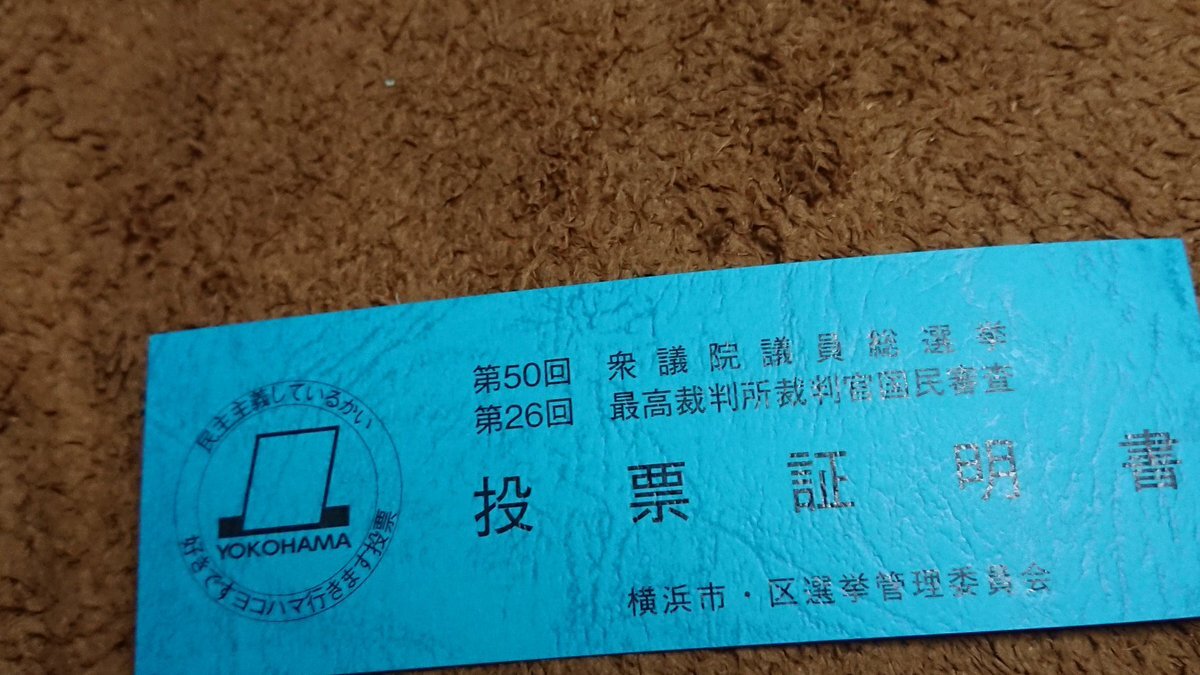 民主主義しているかい
YOKOHAMA
好きですヨコハマ行きます投票
第50回 衆議院議員総選挙
第26回 最高裁判所裁判官国民審査
投票証明書
横浜市・区選挙管理委員会